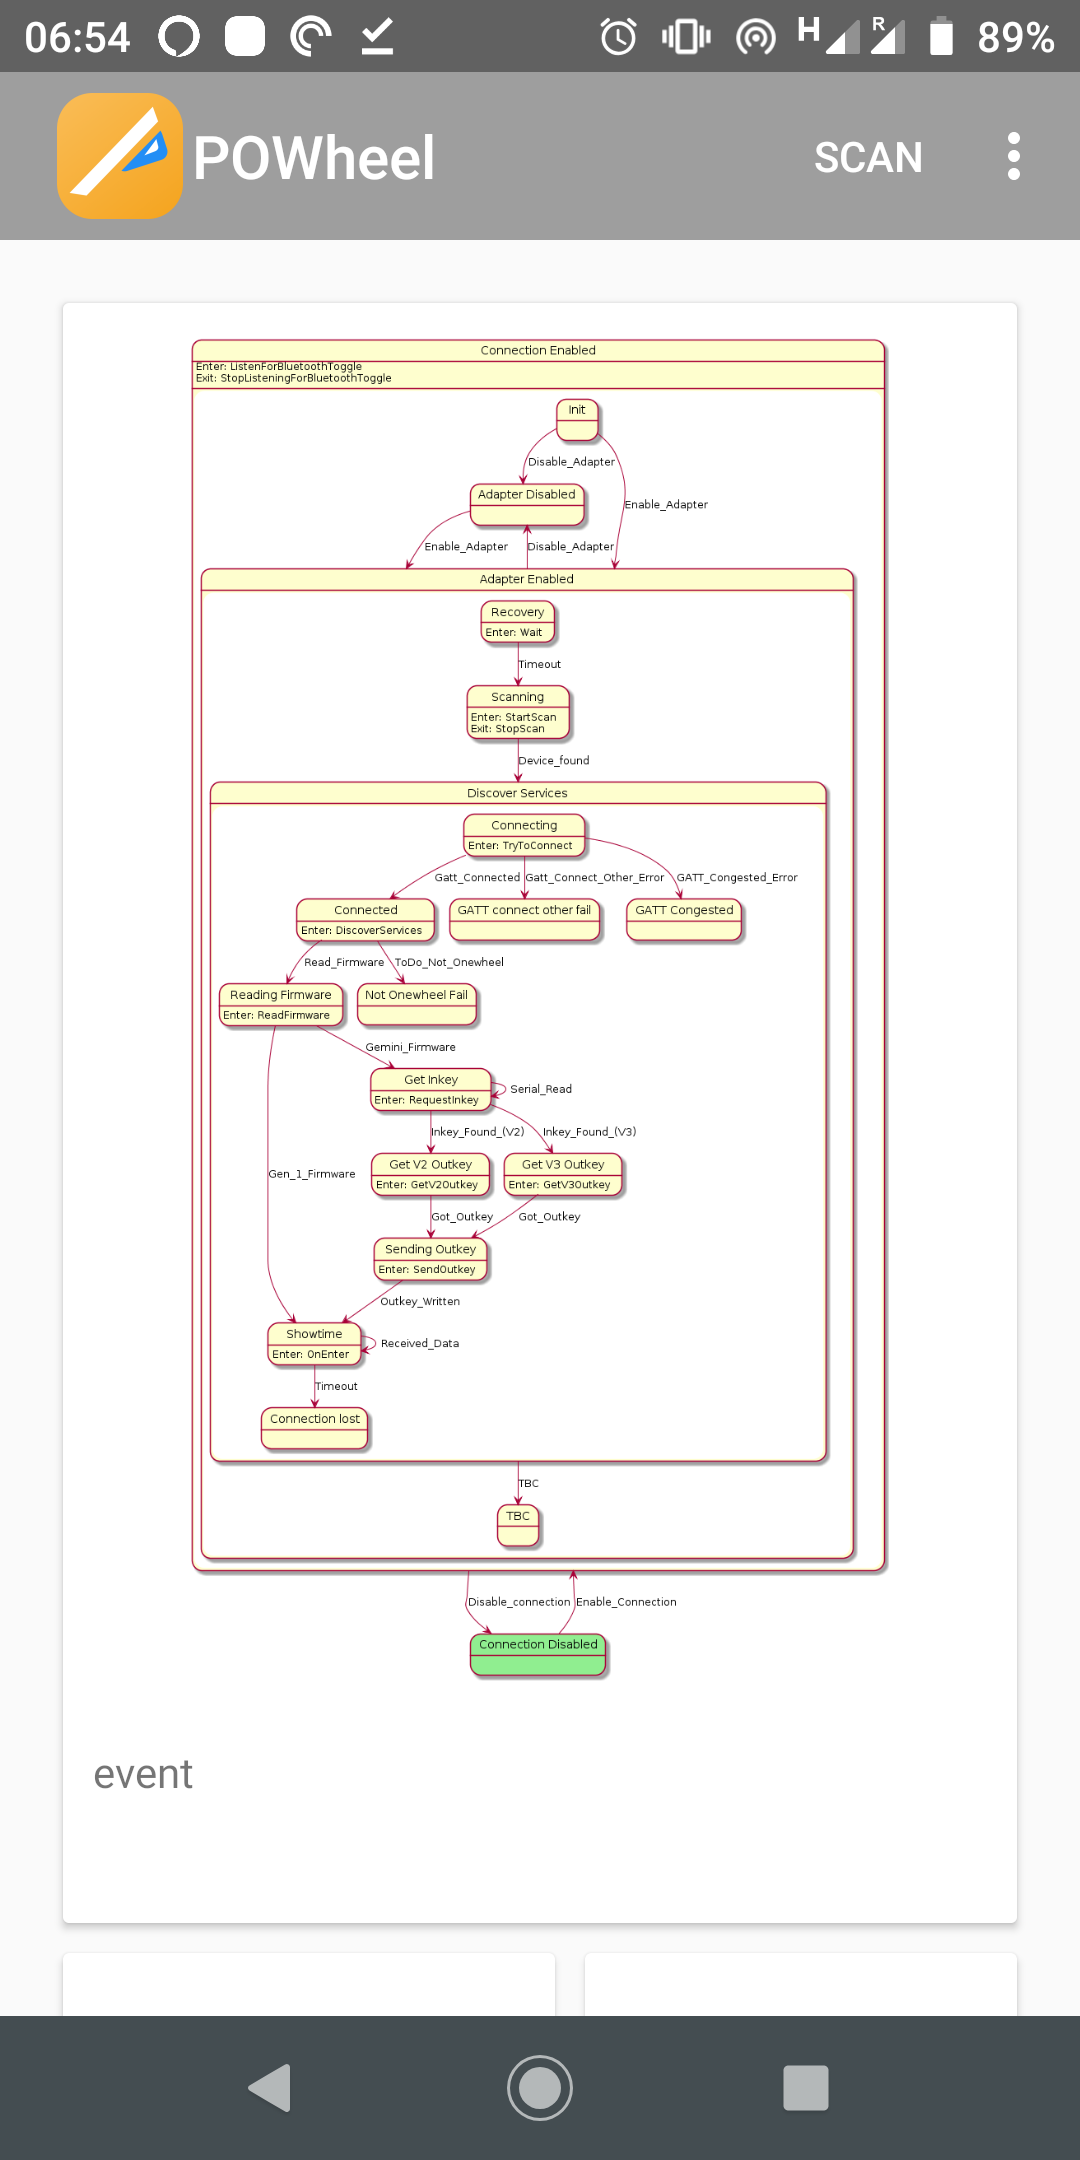 06:54
H
R
89%
POWheel
SCAN
Connection Enabled
Enter: ListenForBluetoothToggle
Exit: StopListeningForBluetoothToggle
Init
Disable_Adapter
Adapter Disabled
Enable_Adapter
Enable_Adapter
Disable_Adapter
Adapter Enabled
Recovery
Enter: Wait
Timeout
Scanning
Enter: StartScan
Exit: StopScan
Device_found
Discover Services
Connecting
Enter: TryToConnect
Gatt_Connected
Gatt_Connect_Other_Error
GATT_Congested_Error
Connected
Enter: DiscoverServices
GATT connect other fail
GATT Congested
Read_Firmware
ToDo_Not_Onewheel
Reading Firmware
Enter: ReadFirmware
Not Onewheel Fail
Gemini_Firmware
Get Inkey
Enter: RequestInkey
Serial_Read
Inkey_Found_(V2)
Inkey_Found_(V3)
Gen_1_Firmware
Get V2 Outkey
Enter: GetV2Outkey
Get V3 Outkey
Enter: GetV3Outkey
Got_Outkey
Got_Outkey
Sending Outkey
Enter: SendOutkey
Outkey_Written
Showtime
Enter: OnEnter
Received_Data
Timeout
Connection lost
TBC
TBC
Disable_connection
Enable_Connection
Connection Disabled
event